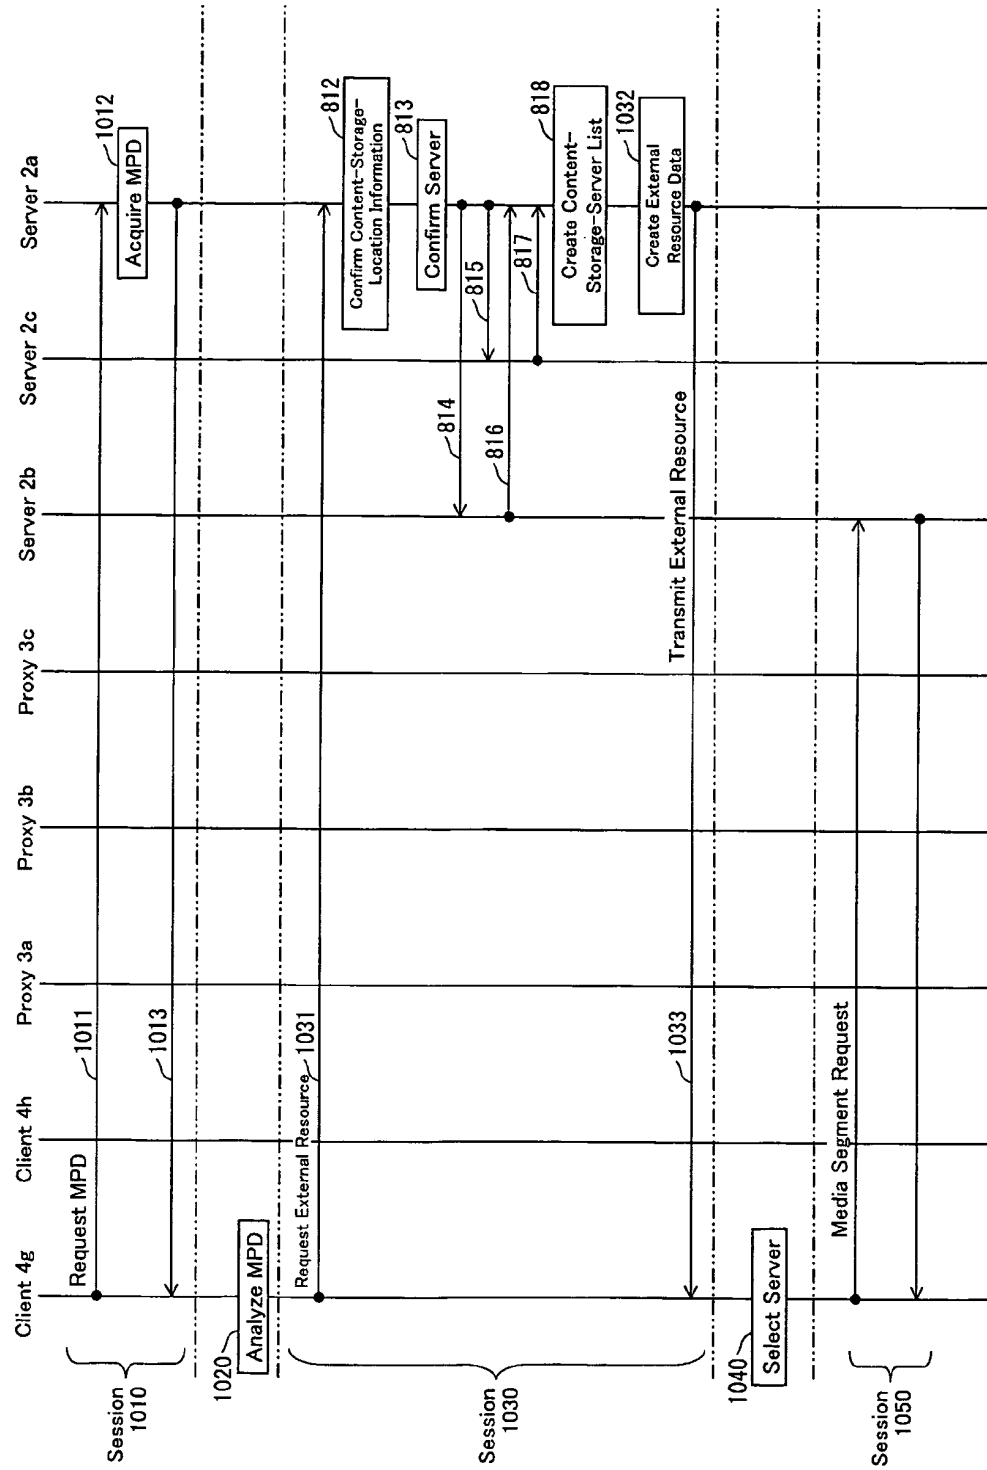 Client 4g
Client 4h
Proxy 3a
Proxy 3b
Proxy 3c
Server 2b
Server 2c
Server 2a
Session
1010
Request MPD
1011
1012
Acquire MPD
1013
1020
Analyze MPD
Session
1030
Request External Resource
1031
812
Confirm Content-Storage-
Location Information
813
Confirm Server
814
815
816
817
818
Create Content-
Storage-Server List
1032
Create External
Resource Data
Transmit External Resource
1033
1040
Select Server
Session
1050
Media Segment Request